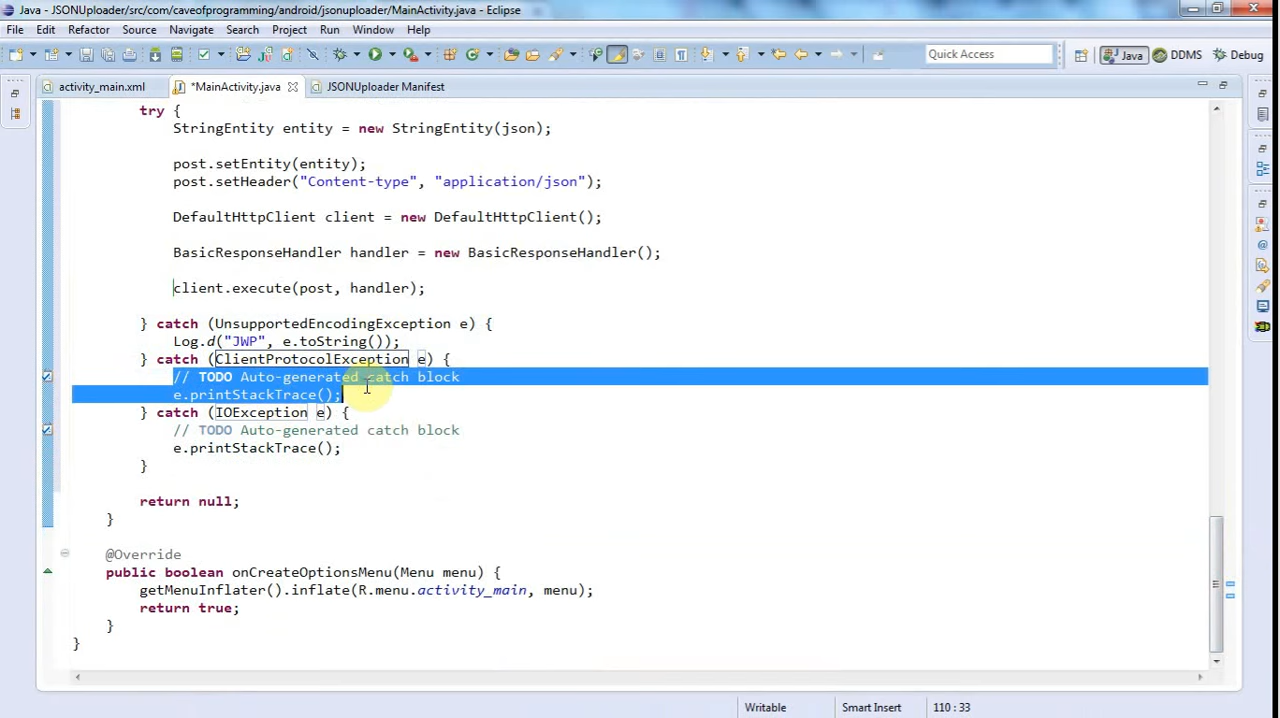 Java - JSONUploader/src/com/caveofprogramming/android/jsonuploader/MainActivity.java - Eclipse
File Edit Refactor Source Navigate Search Project Run Window Help
Quick Access Java DDMS Debug
activity_main.xml *MainActivity.java JSONUploader Manifest
try {
StringEntity entity = new StringEntity(json);
post.setEntity(entity);
post.setHeader("Content-type", "application/json");
DefaultHttpClient client = new DefaultHttpClient();
BasicResponseHandler handler = new BasicResponseHandler();
client.execute(post, handler);
} catch (UnsupportedEncodingException e) {
Log.d("JWP", e.toString());
} catch (ClientProtocolException e) {
// TODO Auto-generated catch block
e.printStackTrace();
} catch (IOException e) {
// TODO Auto-generated catch block
e.printStackTrace();
}
return null;
}
@Override
public boolean onCreateOptionsMenu(Menu menu) {
getMenuInflater().inflate(R.menu.activity_main, menu);
return true;
}
}
Writable Smart Insert 110 : 33